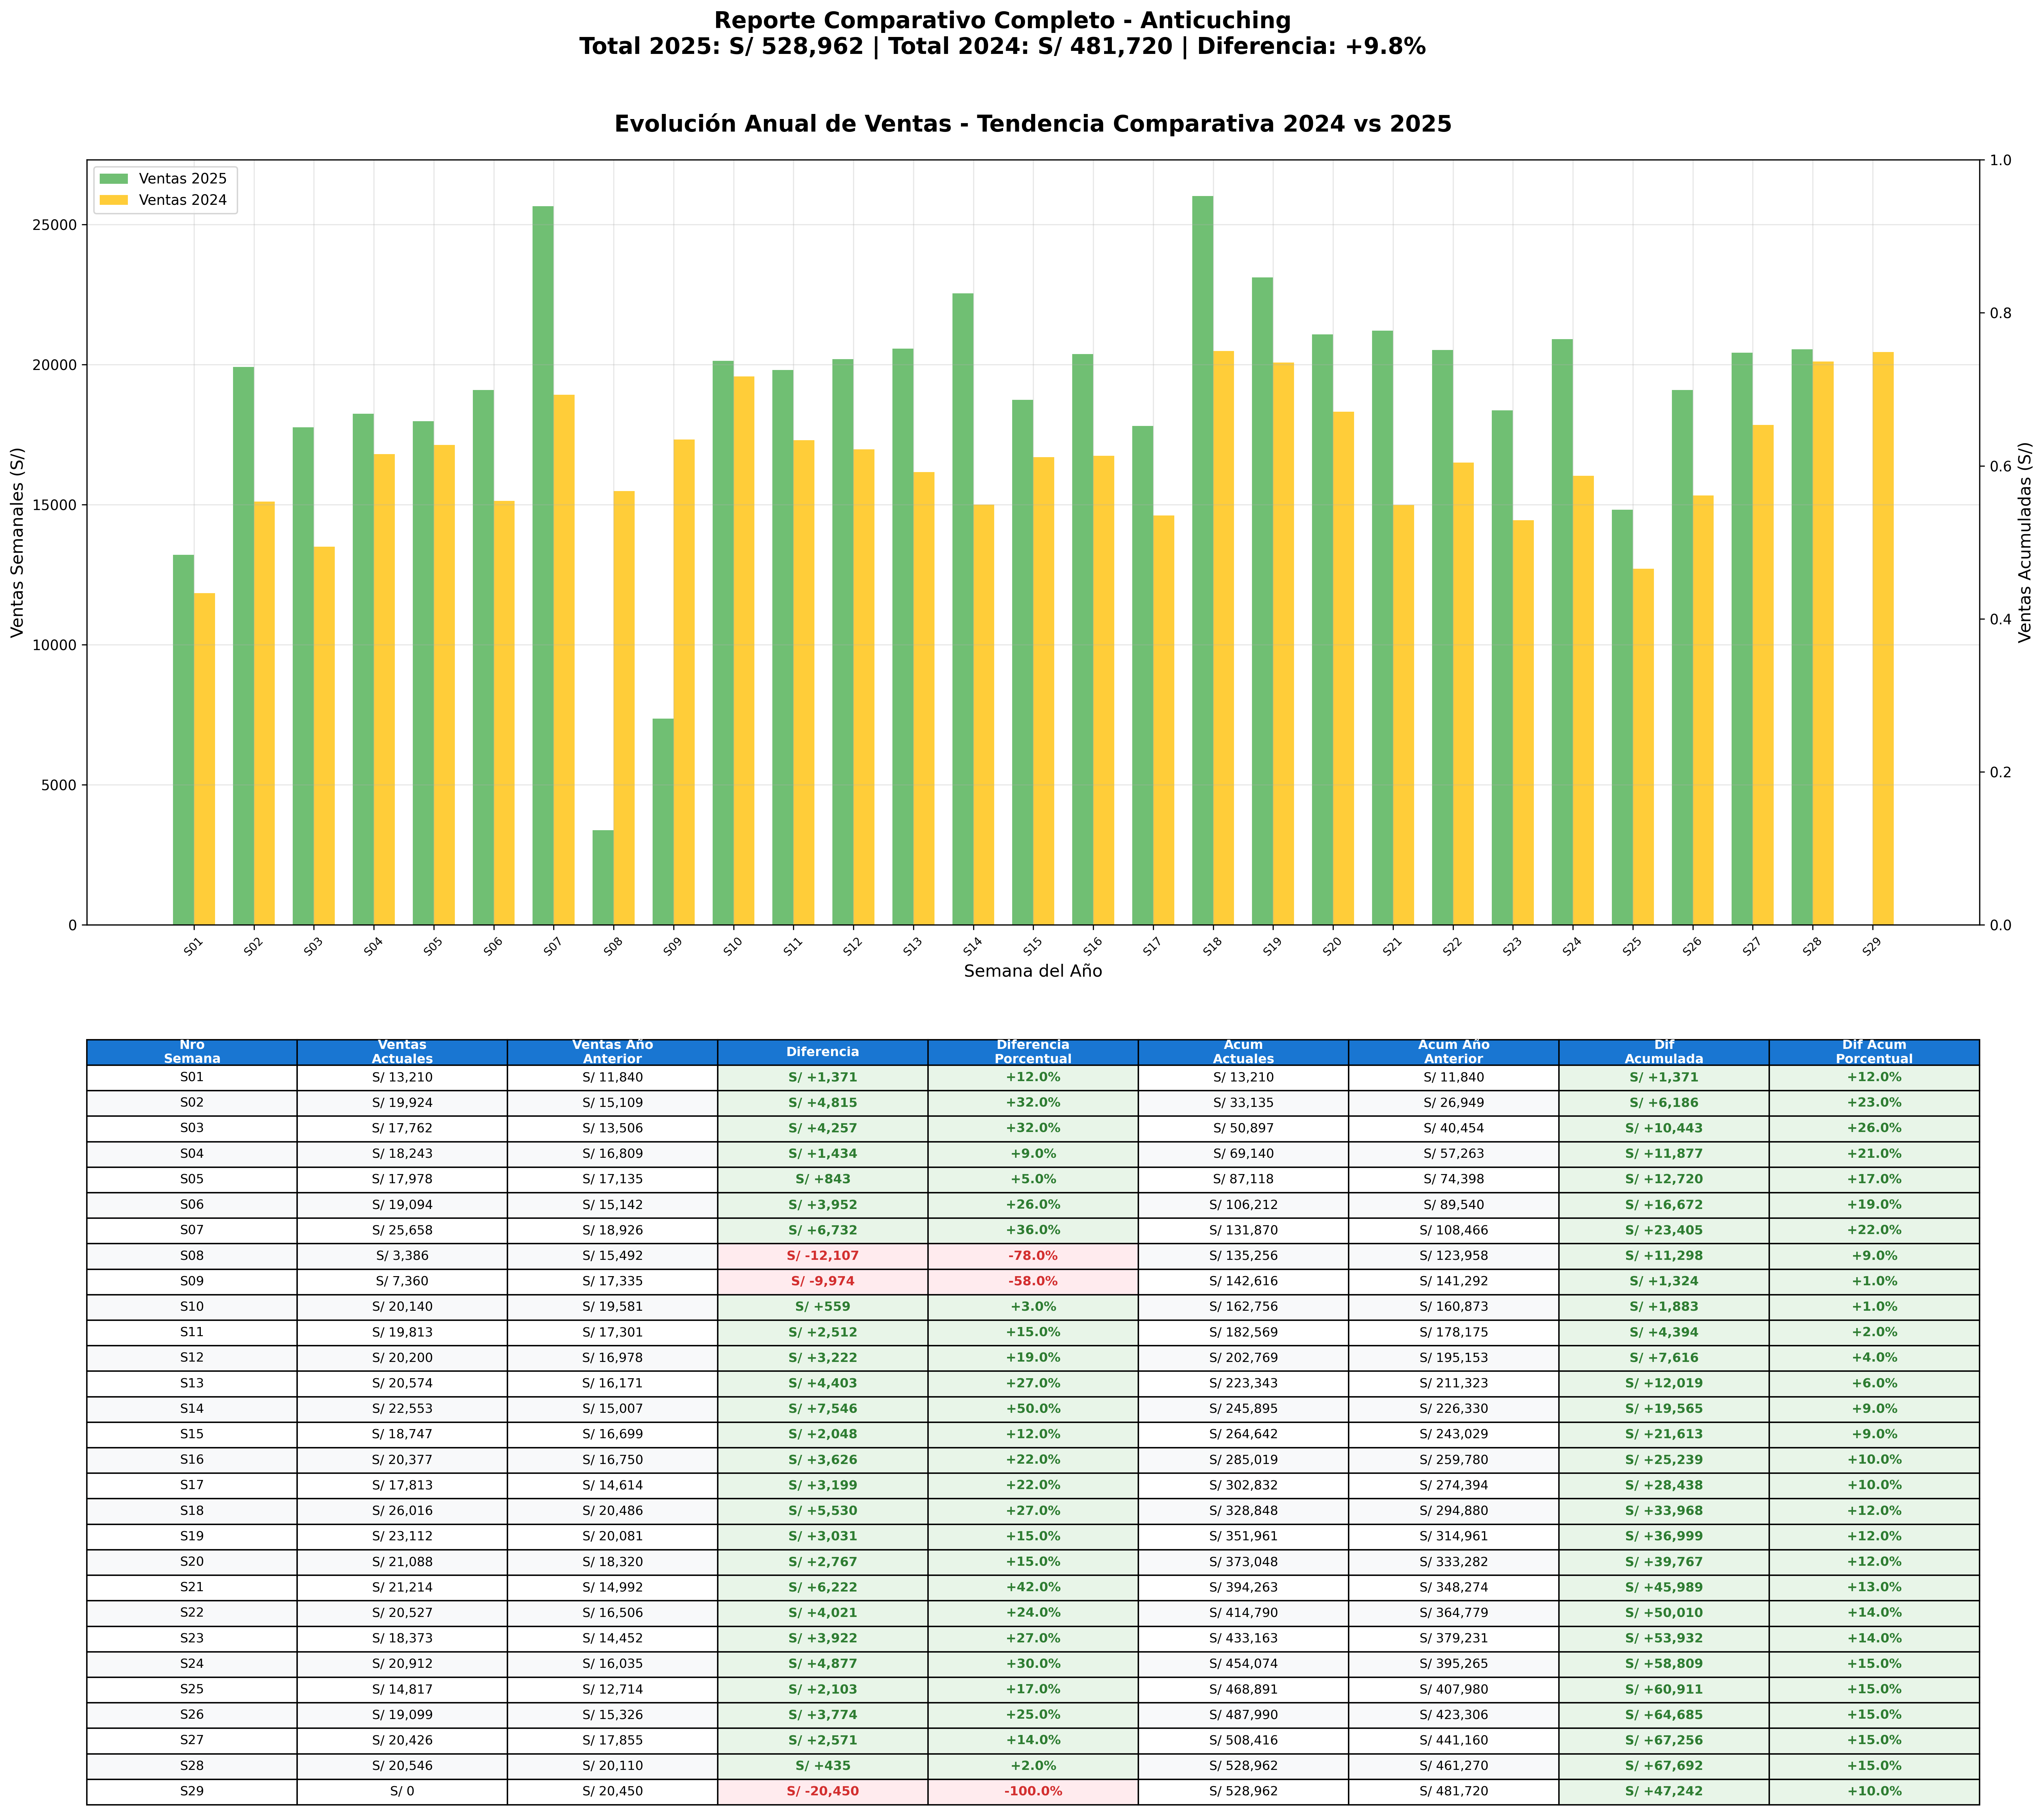 Reporte Comparativo Completo - Anticuching
Total 2025: S/ 528,962 | Total 2024: S/ 481,720 | Diferencia: +9.8%
Evolución Anual de Ventas - Tendencia Comparativa 2024 vs 2025
Ventas 2025
Ventas 2024
Ventas Semanales (S/)
25000
20000
15000
10000
5000
0
1.0
0.8
0.6
0.4
0.2
0.0
Ventas Acumuladas (S/)
S01 S02 S03 S04 S05 S06 S07 S08 S09 S10 S11 S12 S13 S14 S15 S16 S17 S18 S19 S20 S21 S22 S23 S24 S25 S26 S27 S28 S29
Semana del Año
Nro Semana Ventas Actuales Ventas Año Anterior Diferencia Diferencia Porcentual Acum Actuales Acum Año Anterior Dif Acumulada Dif Acum Porcentual
S01 S/ 13,210 S/ 11,840 S/ +1,371 +12.0% S/ 13,210 S/ 11,840 S/ +1,371 +12.0%
S02 S/ 19,924 S/ 15,109 S/ +4,815 +32.0% S/ 33,135 S/ 26,949 S/ +6,186 +23.0%
S03 S/ 17,762 S/ 13,506 S/ +4,257 +32.0% S/ 50,897 S/ 40,454 S/ +10,443 +26.0%
S04 S/ 18,243 S/ 16,809 S/ +1,434 +9.0% S/ 69,140 S/ 57,263 S/ +11,877 +21.0%
S05 S/ 17,978 S/ 17,135 S/ +843 +5.0% S/ 87,118 S/ 74,398 S/ +12,720 +17.0%
S06 S/ 19,094 S/ 15,142 S/ +3,952 +26.0% S/ 106,212 S/ 89,540 S/ +16,672 +19.0%
S07 S/ 25,658 S/ 18,926 S/ +6,732 +36.0% S/ 131,870 S/ 108,466 S/ +23,405 +22.0%
S08 S/ 3,386 S/ 15,492 S/ -12,107 -78.0% S/ 135,256 S/ 123,958 S/ +11,298 +9.0%
S09 S/ 7,360 S/ 17,335 S/ -9,974 -58.0% S/ 142,616 S/ 141,292 S/ +1,324 +1.0%
S10 S/ 20,140 S/ 19,581 S/ +559 +3.0% S/ 162,756 S/ 160,873 S/ +1,883 +1.0%
S11 S/ 19,813 S/ 17,301 S/ +2,512 +15.0% S/ 182,569 S/ 178,175 S/ +4,394 +2.0%
S12 S/ 20,200 S/ 16,978 S/ +3,222 +19.0% S/ 202,769 S/ 195,153 S/ +7,616 +4.0%
S13 S/ 20,574 S/ 16,171 S/ +4,403 +27.0% S/ 223,343 S/ 211,323 S/ +12,019 +6.0%
S14 S/ 22,553 S/ 15,007 S/ +7,546 +50.0% S/ 245,895 S/ 226,330 S/ +19,565 +9.0%
S15 S/ 18,747 S/ 16,699 S/ +2,048 +12.0% S/ 264,642 S/ 243,029 S/ +21,613 +9.0%
S16 S/ 20,377 S/ 16,750 S/ +3,626 +22.0% S/ 285,019 S/ 259,780 S/ +25,239 +10.0%
S17 S/ 17,813 S/ 14,614 S/ +3,199 +22.0% S/ 302,832 S/ 274,394 S/ +28,438 +10.0%
S18 S/ 26,016 S/ 20,486 S/ +5,530 +27.0% S/ 328,848 S/ 294,880 S/ +33,968 +12.0%
S19 S/ 23,112 S/ 20,081 S/ +3,031 +15.0% S/ 351,961 S/ 314,961 S/ +36,999 +12.0%
S20 S/ 21,088 S/ 18,320 S/ +2,767 +15.0% S/ 373,048 S/ 333,282 S/ +39,767 +12.0%
S21 S/ 21,214 S/ 14,992 S/ +6,222 +42.0% S/ 394,263 S/ 348,274 S/ +45,989 +13.0%
S22 S/ 20,527 S/ 16,506 S/ +4,021 +24.0% S/ 414,790 S/ 364,779 S/ +50,010 +14.0%
S23 S/ 18,373 S/ 14,452 S/ +3,922 +27.0% S/ 433,163 S/ 379,231 S/ +53,932 +14.0%
S24 S/ 20,912 S/ 16,035 S/ +4,877 +30.0% S/ 454,074 S/ 395,265 S/ +58,809 +15.0%
S25 S/ 14,817 S/ 12,714 S/ +2,103 +17.0% S/ 468,891 S/ 407,980 S/ +60,911 +15.0%
S26 S/ 19,099 S/ 15,326 S/ +3,774 +25.0% S/ 487,990 S/ 423,306 S/ +64,685 +15.0%
S27 S/ 20,426 S/ 17,855 S/ +2,571 +14.0% S/ 508,416 S/ 441,160 S/ +67,256 +15.0%
S28 S/ 20,546 S/ 20,110 S/ +435 +2.0% S/ 528,962 S/ 461,270 S/ +67,692 +15.0%
S29 S/ 0 S/ 20,450 S/ -20,450 -100.0% S/ 528,962 S/ 481,720 S/ +47,242 +10.0%